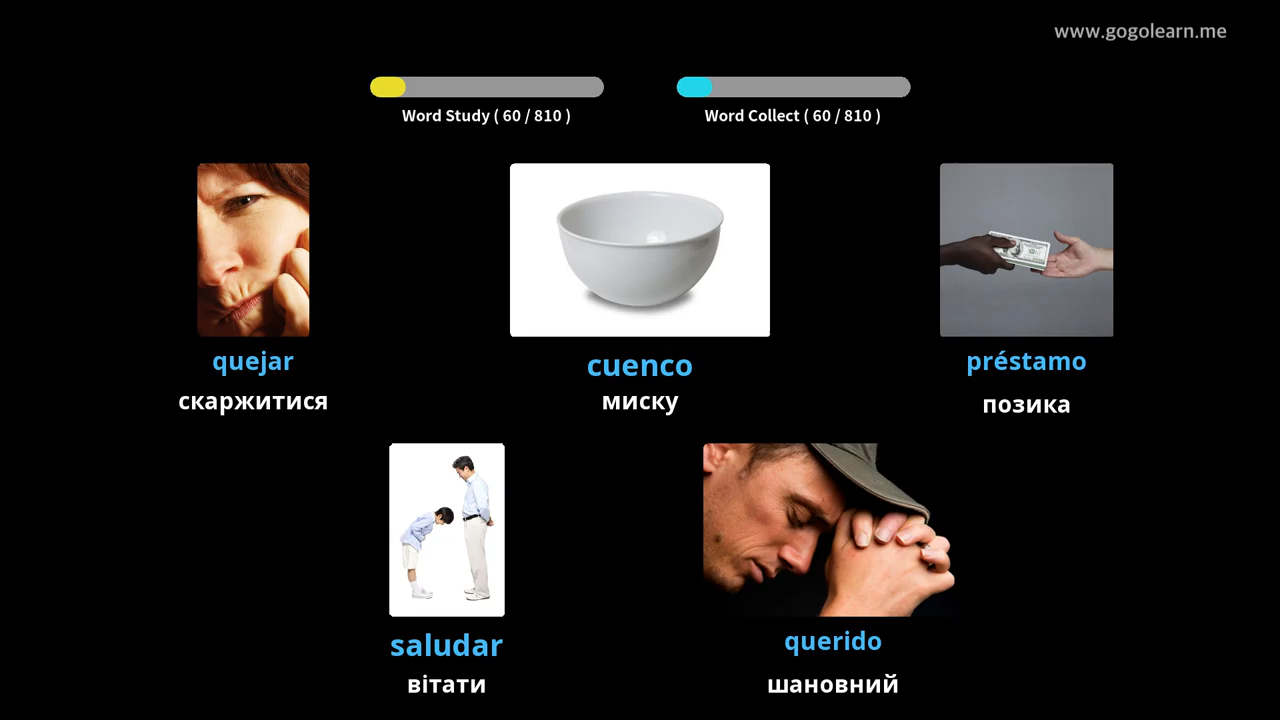 www.gogolearn.me
Word Study ( 60 / 810 )
Word Collect ( 60 / 810 )
quejar
скаржитися
cuenco
миску
préstamo
позика
saludar
вітати
querido
шановний